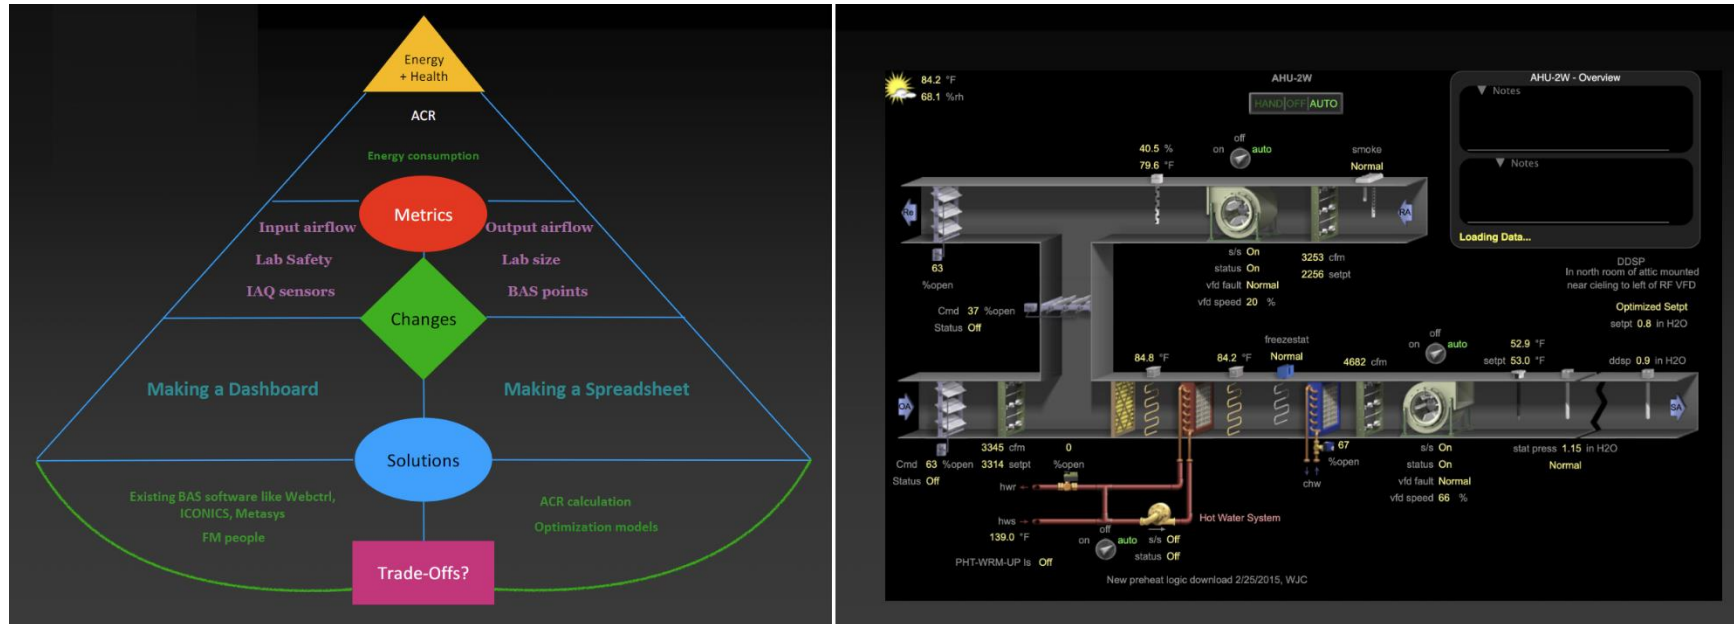 Energy
+ Health
ACR
Energy consumption
Metrics
Input airflow
Output airflow
Lab Safety
Lab size
IAQ sensors
BAS points
Changes
Making a Dashboard
Making a Spreadsheet
Solutions
Existing BAS software like Webctrl,
ICONICS, Metasys
FM people
ACR calculation
Optimization models
Trade-Offs?
84.2 °F
68.1 %rh
AHU-2W
HAND|OFF|AUTO
AHU-2W - Overview
Notes
Notes
Loading Data...
40.5 %
79.6 °F
off
on
auto
smoke
Normal
Re
RA
63
%open
s/s On
status On
vfd fault Normal
vfd speed 20 %
3253 cfm
2256 setpt
DDSP
In north room of attic mounted
near cieling to left of RF VFD
Optimized Setpt
setpt 0.8 in H2O
Cmd 37 %open
Status Off
84.8 °F
84.2 °F
freezestat
Normal
4682 cfm
off
on
auto
52.9 °F
setpt 53.0 °F
ddsp 0.9 in H2O
OA
SA
Cmd 63 %open
Status Off
3345 cfm
3314 setpt
0
%open
67
%open
chw
s/s On
status On
vfd fault Normal
vfd speed 66 %
stat press 1.15 in H2O
Normal
hwr
hws
139.0 °F
Hot Water System
off
on
auto
s/s Off
status Off
PHT-WRM-UP Is Off
New preheat logic download 2/25/2015, WJC